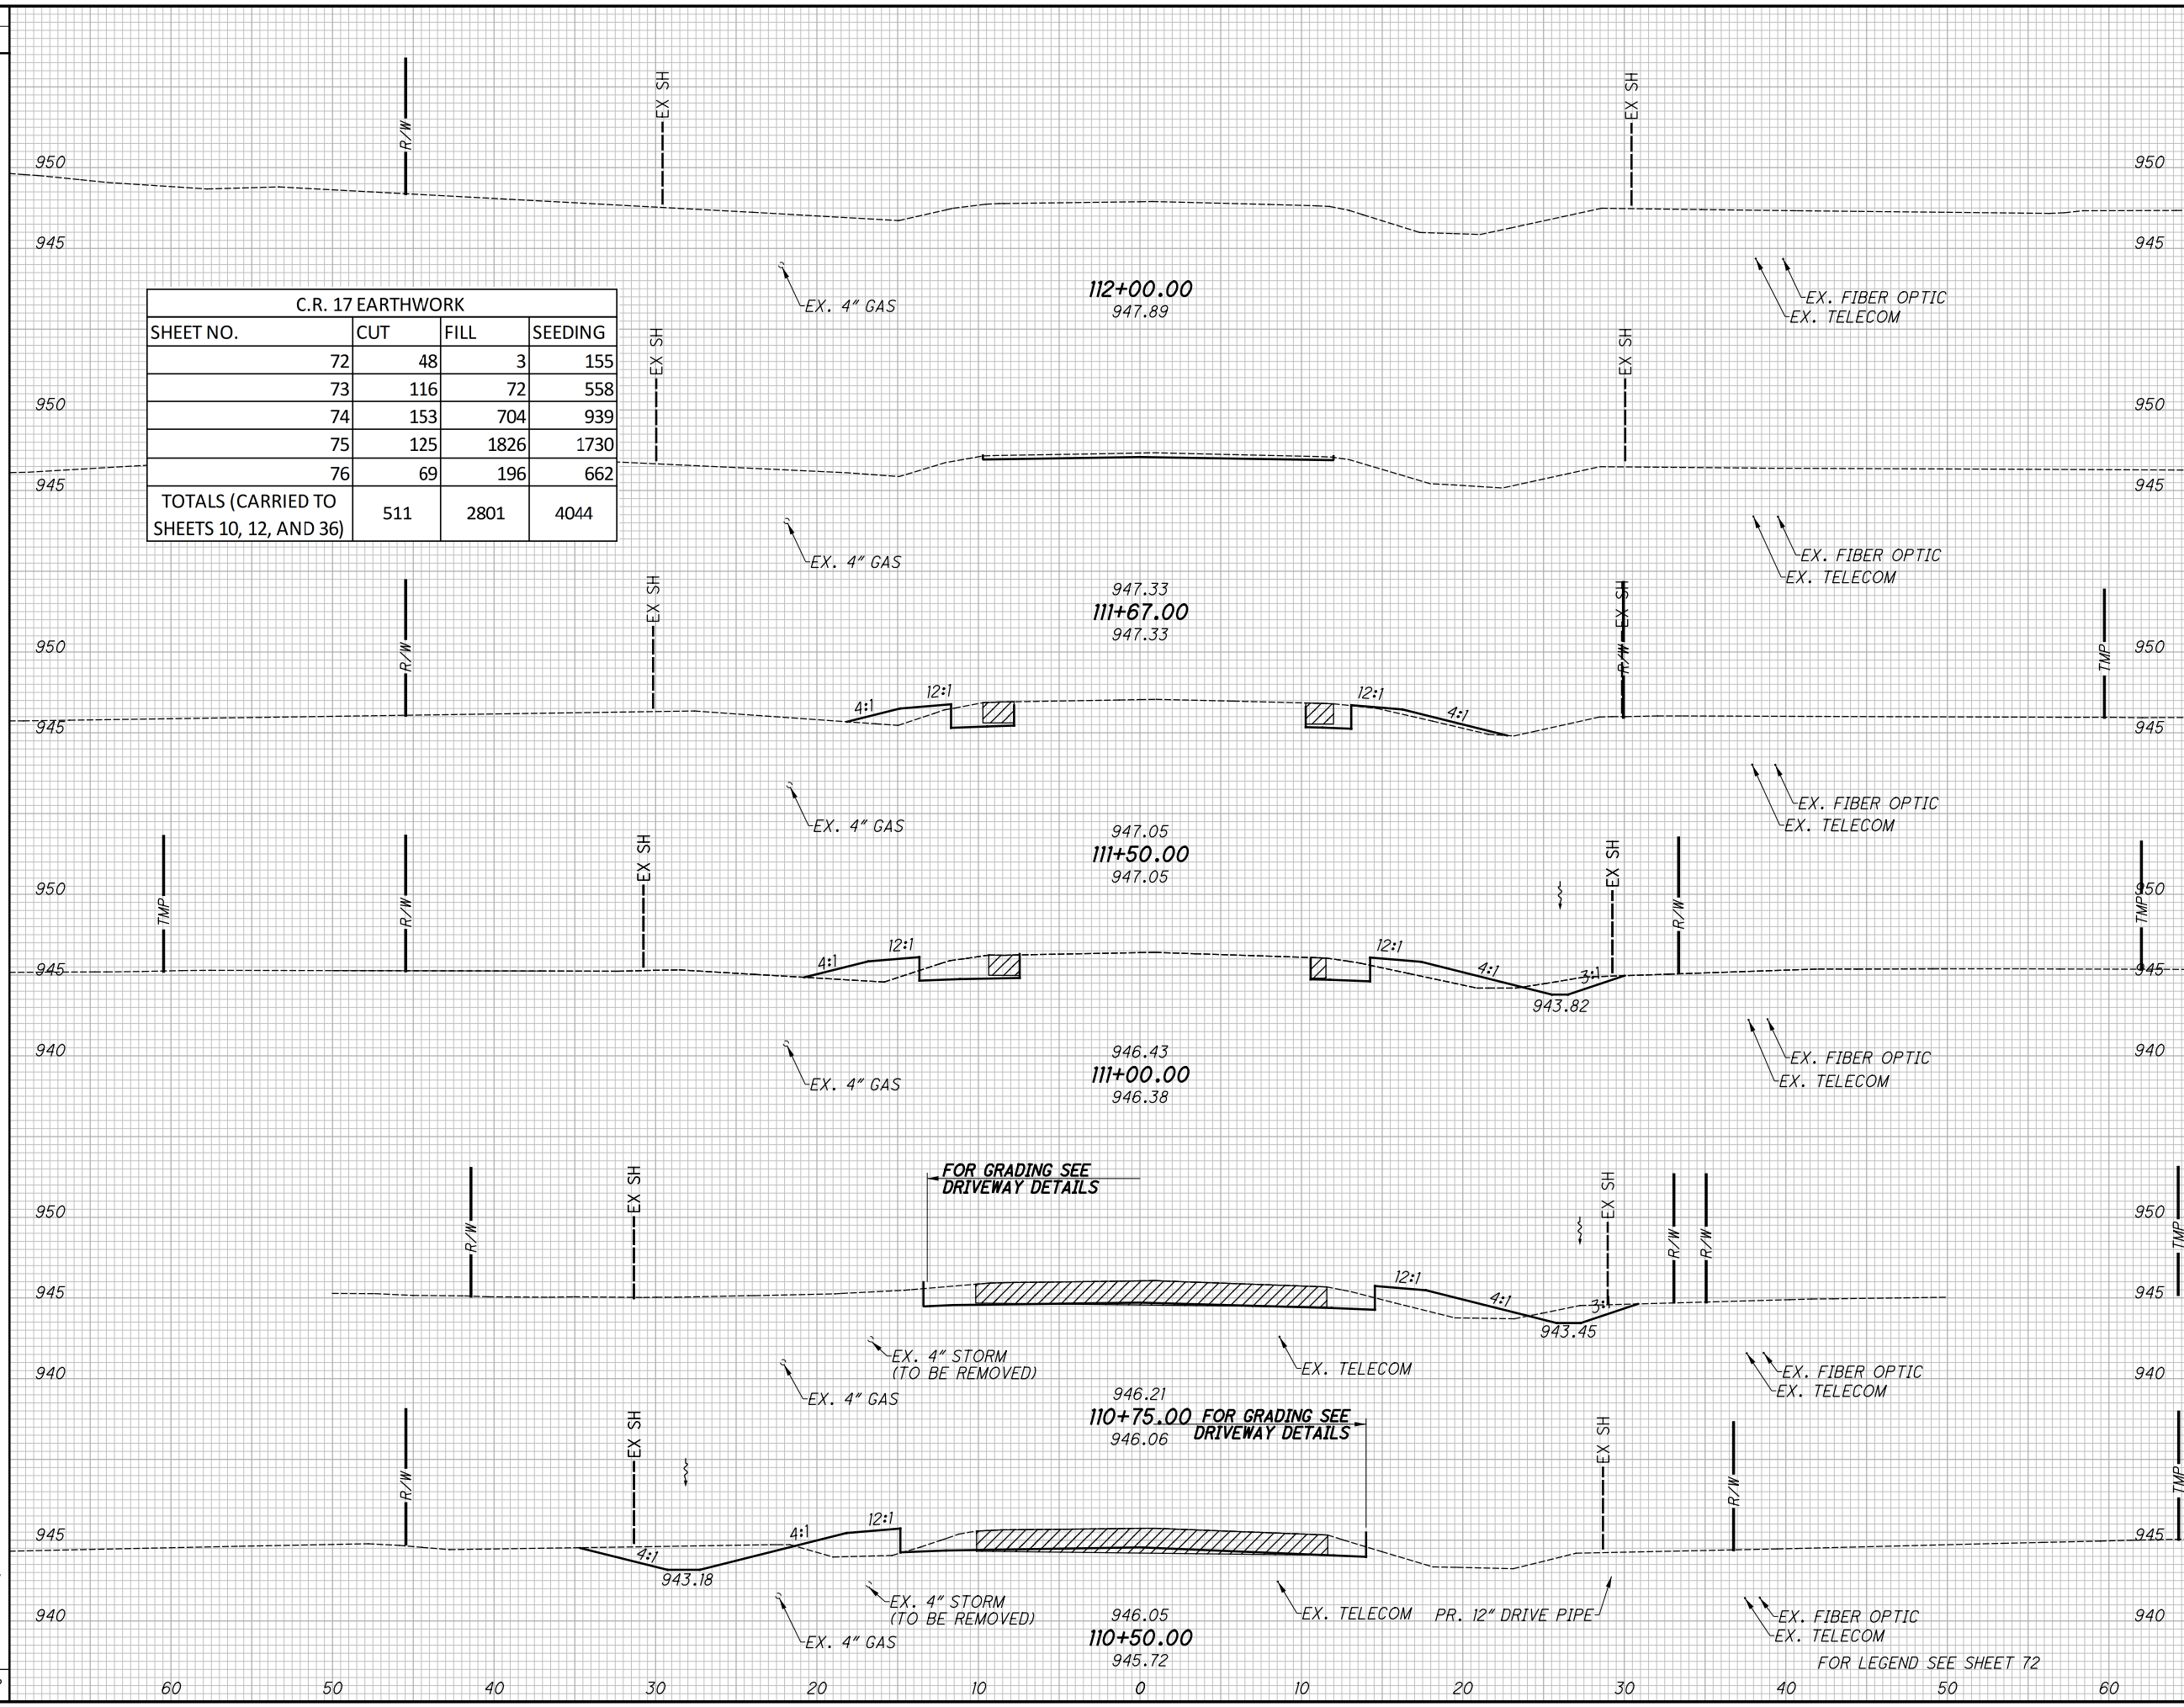 EX SH
EX SH
R/W
950
950
945
945
EX. 4" GAS
112+00.00
947.89
EX. FIBER OPTIC
EX. TELECOM
C.R. 17 EARTHWORK
SHEET NO. CUT FILL SEEDING
72 48 3 155
73 116 72 558
74 153 704 939
75 125 1826 1730
76 69 196 662
TOTALS (CARRIED TO
SHEETS 10, 12, AND 36) 511 2801 4044
EX SH
EX SH
950
950
945
945
EX. 4" GAS
EX. FIBER OPTIC
EX. TELECOM
947.33
111+67.00
947.33
R/W
EX SH
EX SH
R/W
TMP
950
950
4:1
12:1
12:1
4:1
945
945
EX. 4" GAS
EX. FIBER OPTIC
EX. TELECOM
947.05
111+50.00
947.05
TMP
R/W
EX SH
EX SH
R/W
TMP
950
950
4:1
12:1
12:1
4:1
3:1
945
945
943.82
940
940
EX. 4" GAS
946.43
111+00.00
946.38
EX. FIBER OPTIC
EX. TELECOM
FOR GRADING SEE
DRIVEWAY DETAILS
R/W
EX SH
EX SH
R/W
R/W
TMP
950
950
945
945
12:1
4:1
3:1
943.45
EX. 4" STORM
(TO BE REMOVED)
EX. TELECOM
940
940
EX. 4" GAS
EX. FIBER OPTIC
EX. TELECOM
946.21
110+75.00
946.06
FOR GRADING SEE
DRIVEWAY DETAILS
R/W
EX SH
EX SH
R/W
TMP
945
945
4:1
4:1
12:1
943.18
EX. 4" STORM
(TO BE REMOVED)
EX. TELECOM
PR. 12" DRIVE PIPE
940
940
EX. 4" GAS
EX. FIBER OPTIC
EX. TELECOM
946.05
110+50.00
945.72
FOR LEGEND SEE SHEET 72
60 50 40 30 20 10 0 10 20 30 40 50 60